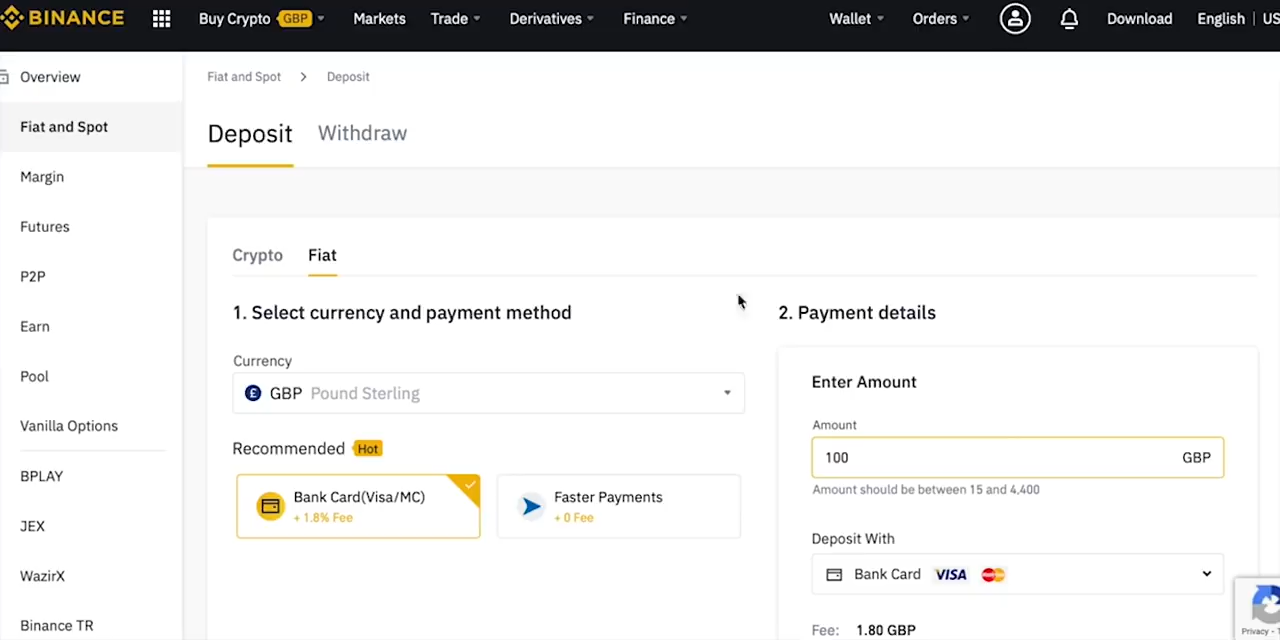 BINANCE
Buy Crypto GBP
Markets
Trade
Derivatives
Finance
Wallet
Orders
Download
English
US
Overview
Fiat and Spot
Margin
Futures
P2P
Earn
Pool
Vanilla Options
BPLAY
JEX
WazirX
Binance TR
Fiat and Spot > Deposit
Deposit
Withdraw
Crypto
Fiat
1. Select currency and payment method
Currency
£ GBP Pound Sterling
Recommended Hot
Bank Card(Visa/MC)
+ 1.8% Fee
Faster Payments
+ 0 Fee
2. Payment details
Enter Amount
Amount
100 GBP
Amount should be between 15 and 4,400
Deposit With
Bank Card VISA
Fee: 1.80 GBP
Privacy -